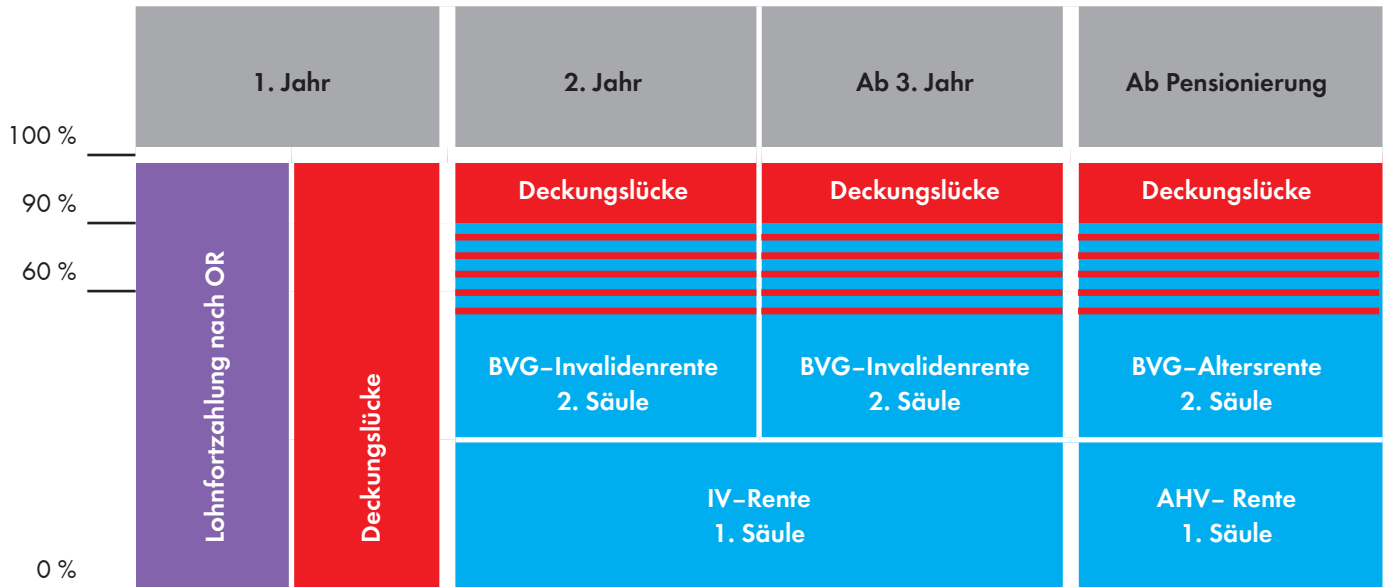 1. Jahr
2. Jahr
Ab 3. Jahr
Ab Pensionierung
100 %
90 %
60 %
0 %
Lohnfortzahlung nach OR
Deckungslücke
Deckungslücke
Deckungslücke
Deckungslücke
BVG–Invalidenrente
2. Säule
BVG–Invalidenrente
2. Säule
BVG–Altersrente
2. Säule
IV–Rente
1. Säule
AHV– Rente
1. Säule